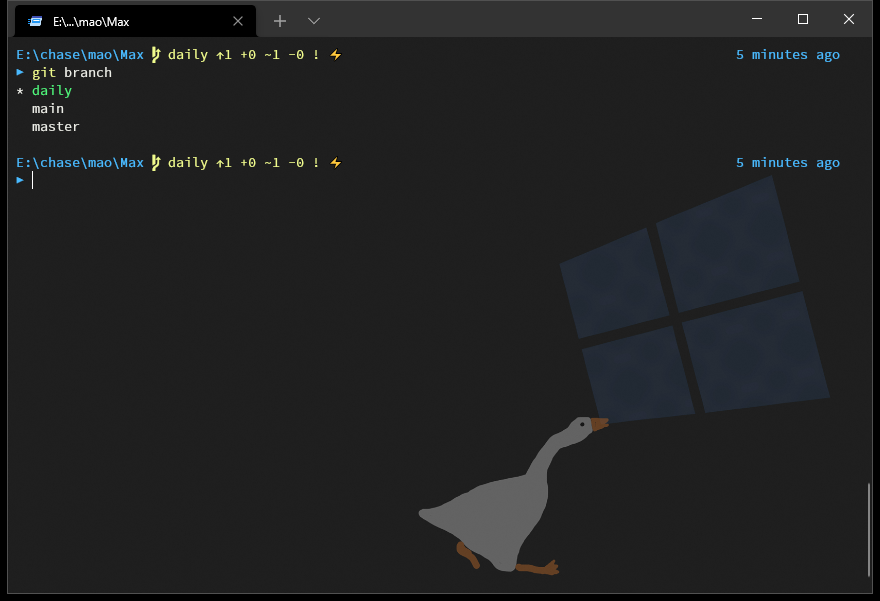 E:\...\mao\Max
E:\chase\mao\Max daily ↑1 +0 ~1 -0 ! ⚡ 5 minutes ago
► git branch
* daily
main
master
E:\chase\mao\Max daily ↑1 +0 ~1 -0 ! ⚡ 5 minutes ago
►